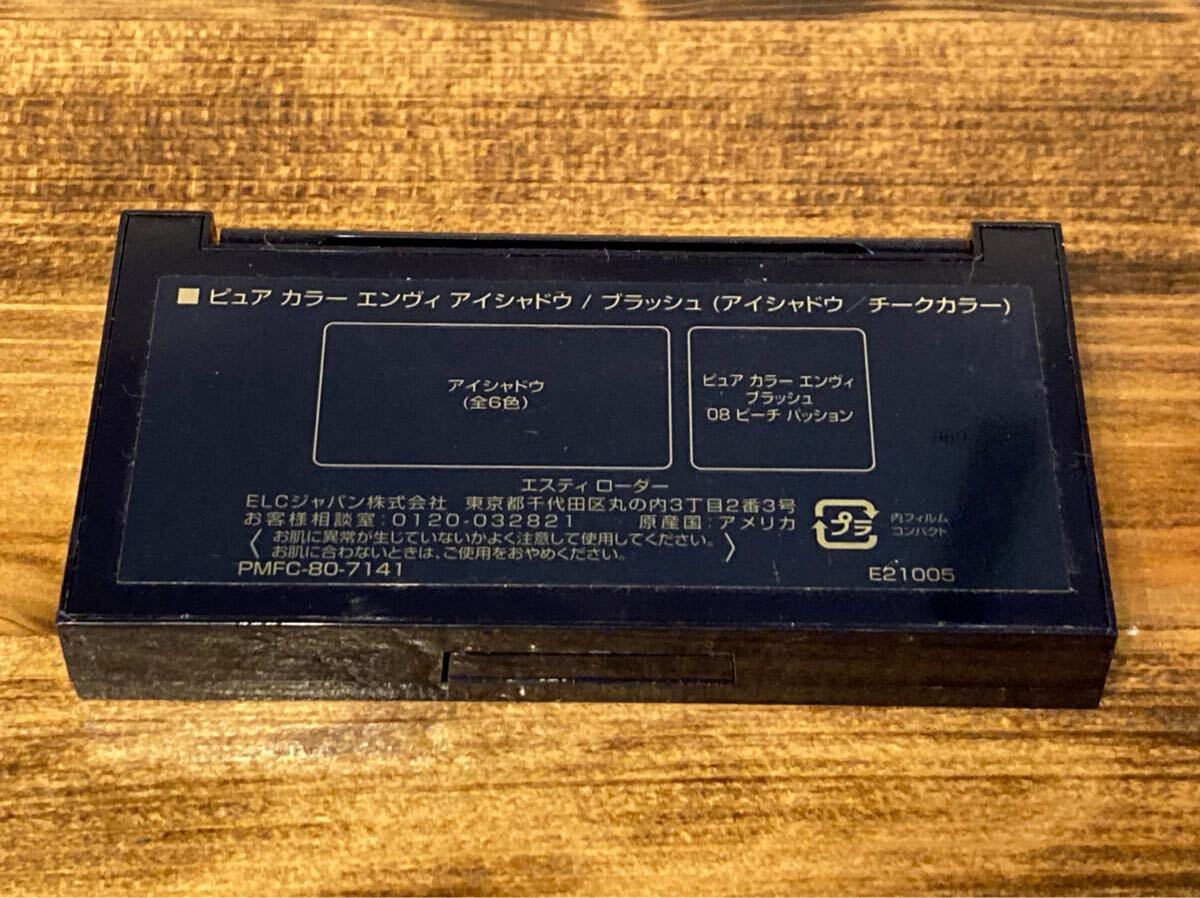 ■ ピュア カラー エンヴィ アイシャドウ / ブラッシュ (アイシャドウ／チークカラー)
アイシャドウ
(全6色)
ピュア カラー エンヴィ
ブラッシュ
08 ピーチ パッション
エスティ ローダー
ELCジャパン株式会社 東京都千代田区丸の内3丁目2番3号
お客様相談室：0120-032821 原産国：アメリカ
〈 お肌に異常が生じていないかよく注意して使用してください。
お肌に合わないときは、ご使用をおやめください。 〉
プラ
内フィルム
コンパクト
PMFC-80-7141
E21005